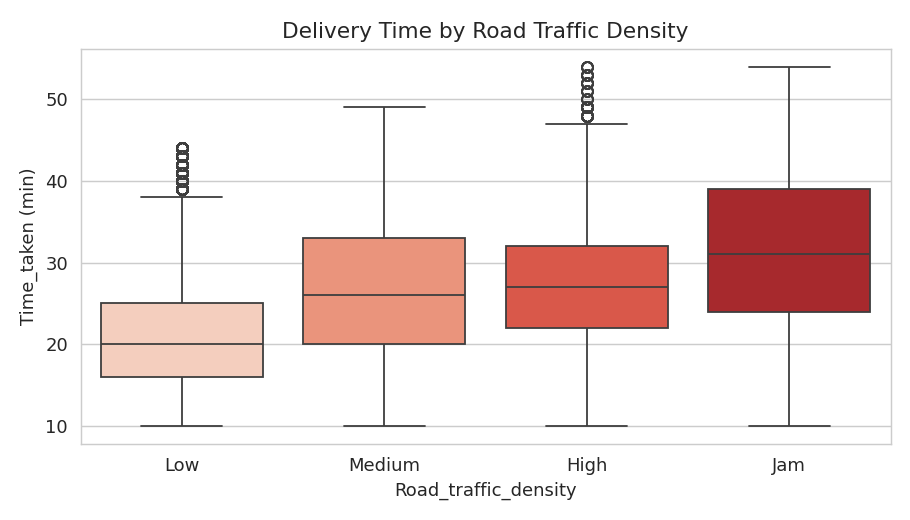 Delivery Time by Road Traffic Density
Time_taken (min)
50
40
30
20
10
Low Medium High Jam
Road_traffic_density